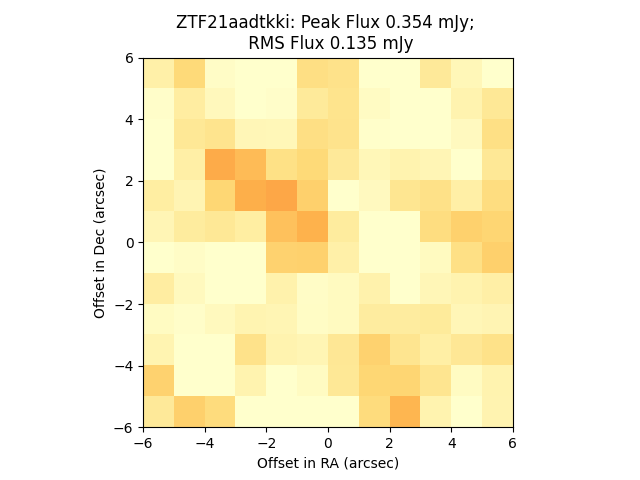 ZTF21aadtkki: Peak Flux 0.354 mJy;
RMS Flux 0.135 mJy
6
4
2
0
−2
−4
−6
Offset in Dec (arcsec)
−6 −4 −2 0 2 4 6
Offset in RA (arcsec)